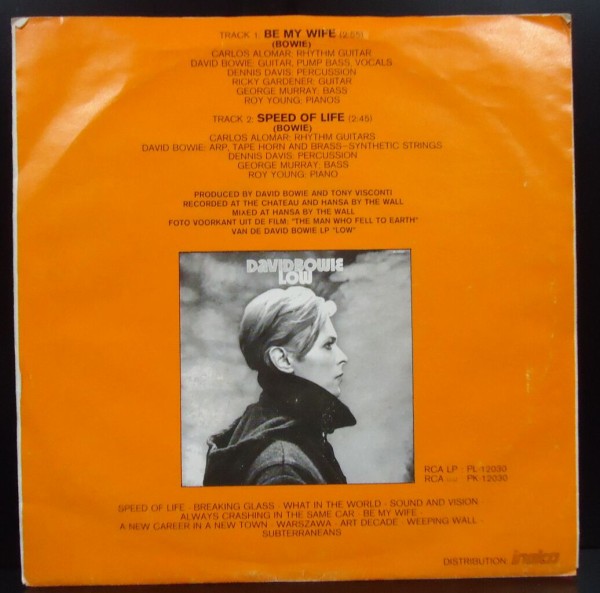 TRACK 1: BE MY WIFE (2:55)
(BOWIE)
CARLOS ALOMAR: RHYTHM GUITAR
DAVID BOWIE: GUITAR, PUMP BASS, VOCALS
DENNIS DAVIS: PERCUSSION
RICKY GARDENER: GUITAR
GEORGE MURRAY: BASS
ROY YOUNG: PIANOS
TRACK 2: SPEED OF LIFE (2:45)
(BOWIE)
CARLOS ALOMAR: RHYTHM GUITARS
DAVID BOWIE: ARP, TAPE HORN AND BRASS-SYNTHETIC STRINGS
DENNIS DAVIS: PERCUSSION
GEORGE MURRAY: BASS
ROY YOUNG: PIANO
PRODUCED BY DAVID BOWIE AND TONY VISCONTI
RECORDED AT THE CHATEAU AND HANSA BY THE WALL
MIXED AT HANSA BY THE WALL
FOTO VOORKANT UIT DE FILM: "THE MAN WHO FELL TO EARTH"
VAN DE DAVID BOWIE LP "LOW"
DAVID BOWIE
LOW
RCA LP · PL-12030
RCA PK-12030
SPEED OF LIFE · BREAKING GLASS · WHAT IN THE WORLD · SOUND AND VISION ·
ALWAYS CRASHING IN THE SAME CAR · BE MY WIFE ·
A NEW CAREER IN A NEW TOWN · WARSZAWA · ART DECADE · WEEPING WALL ·
SUBTERRANEANS
DISTRIBUTION: inelco